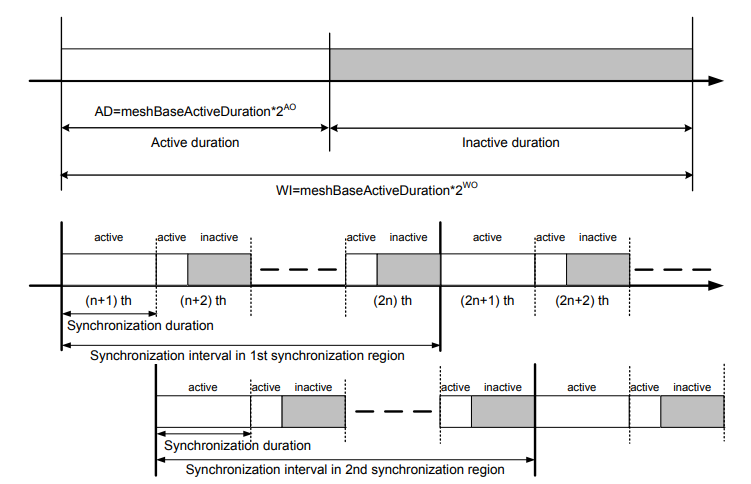 AD=meshBaseActiveDuration*2^AO
Active duration Inactive duration
WI=meshBaseActiveDuration*2^WO
active active inactive active inactive active active inactive
(n+1) th (n+2) th (2n) th (2n+1) th (2n+2) th
Synchronization duration
Synchronization interval in 1st synchronization region
active active inactive active inactive active active inactive
Synchronization duration
Synchronization interval in 2nd synchronization region